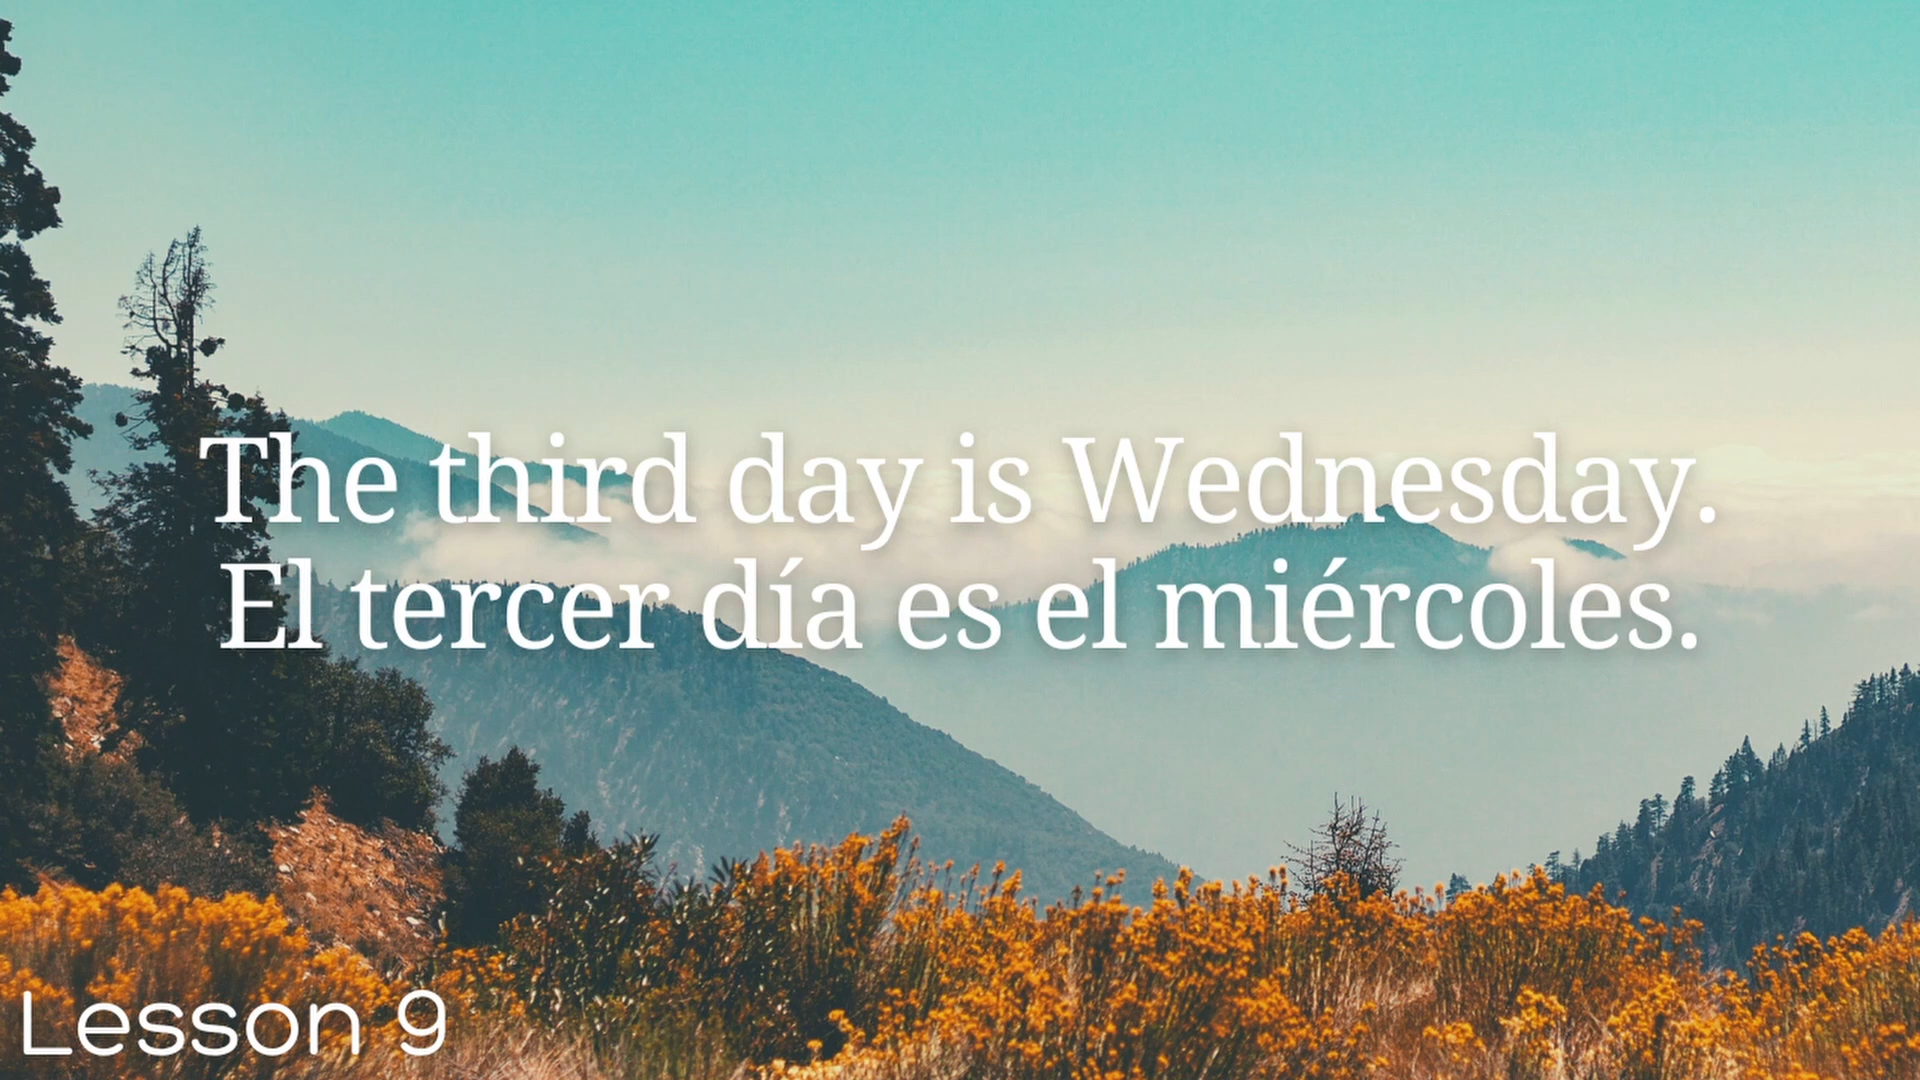 The third day is Wednesday.
El tercer día es el miércoles.
Lesson 9